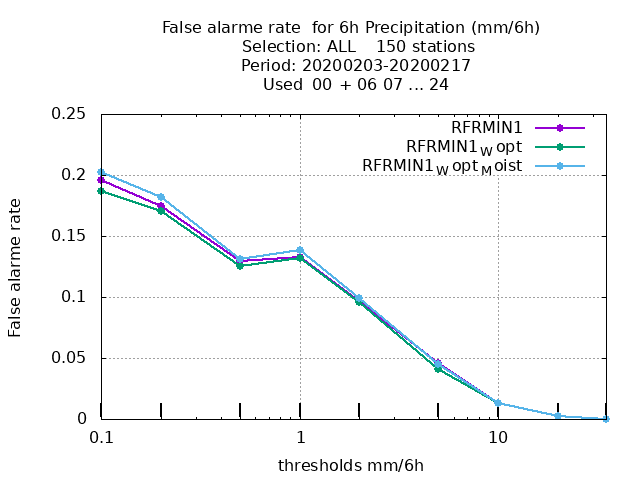 False alarme rate  for 6h Precipitation (mm/6h)
Selection: ALL    150 stations
Period: 20200203-20200217
Used  00 + 06 07 ... 24
0.25
0.2
0.15
0.1
0.05
0
False alarme rate
RFRMIN1
RFRMIN1Wopt
RFRMIN1WoptMoist
0.1 1 10
thresholds mm/6h